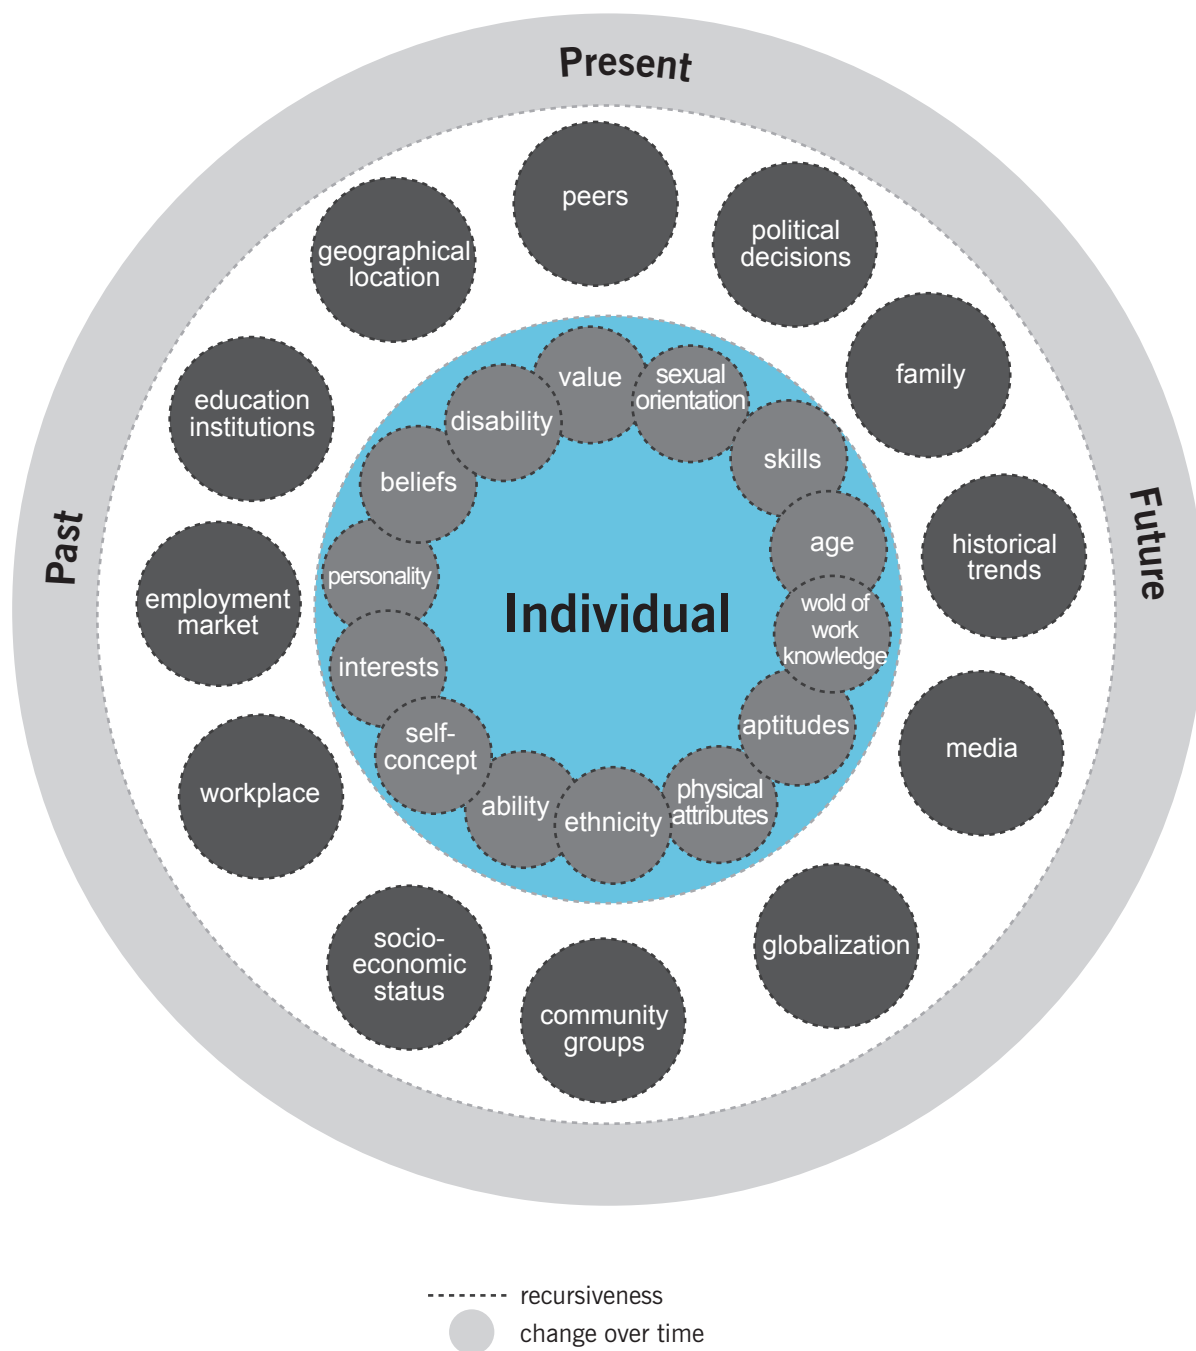 Present
peers
political
decisions
geographical
location
family
value
sexual
orientation
disability
education
institutions
skills
beliefs
Past
Future
age
historical
trends
personality
employment
market
Individual
wold of
work
knowledge
interests
aptitudes
self-
concept
media
workplace
physical
attributes
ability
ethnicity
socio-
economic
status
globalization
community
groups
recursiveness
change over time